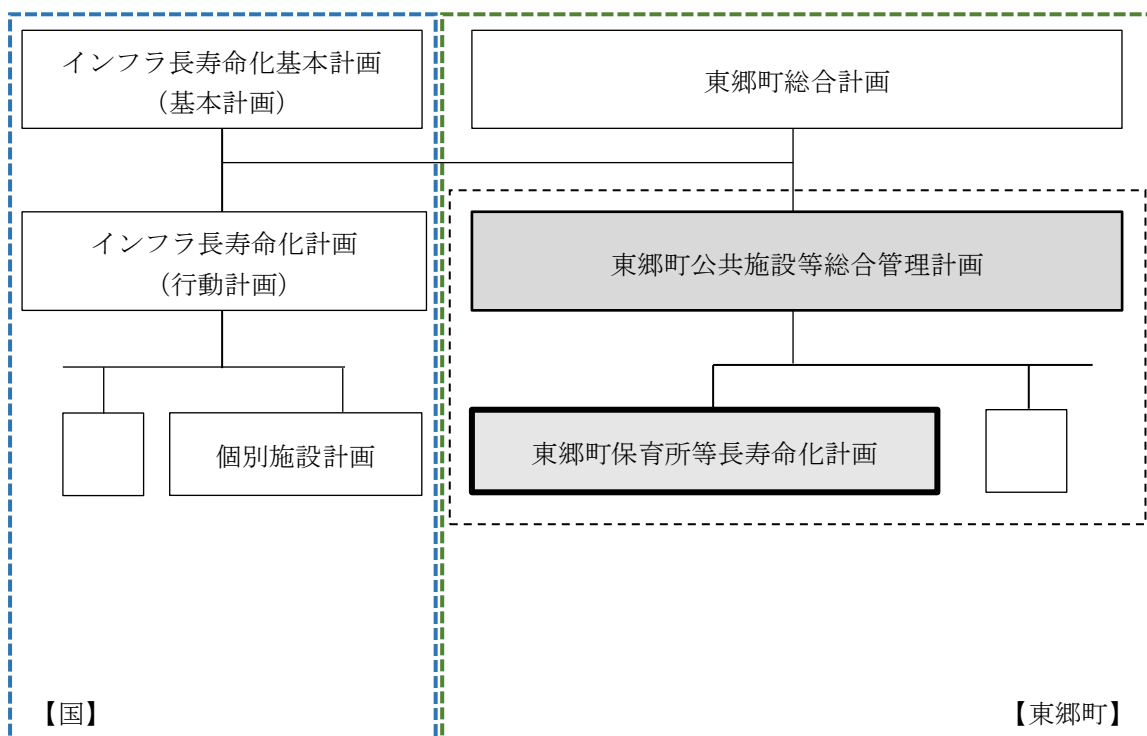 インフラ長寿命化基本計画
（基本計画）
東郷町総合計画
インフラ長寿命化計画
（行動計画）
東郷町公共施設等総合管理計画
個別施設計画
東郷町保育所等長寿命化計画
【国】
【東郷町】